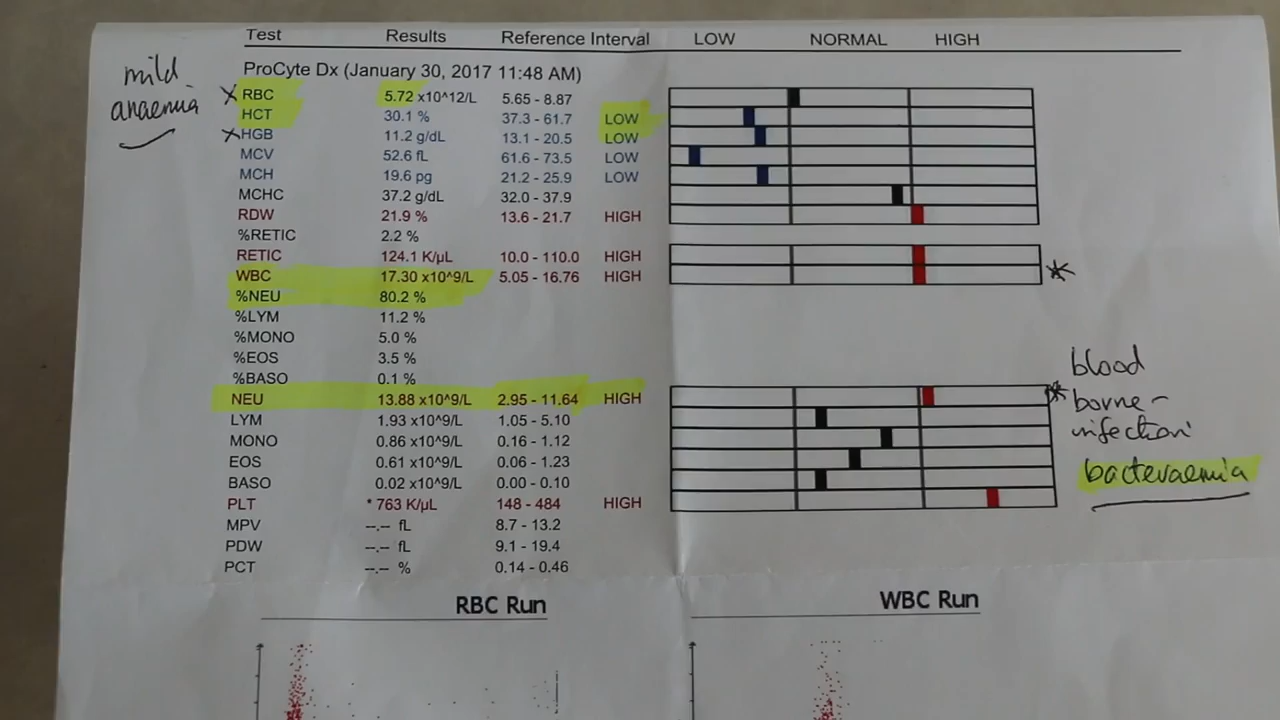 Test Results Reference Interval LOW NORMAL HIGH
ProCyte Dx (January 30, 2017 11:48 AM)
mild
anaemia
RBC 5.72 x10^12/L 5.65 - 8.87
HCT 30.1 % 37.3 - 61.7 LOW
HGB 11.2 g/dL 13.1 - 20.5 LOW
MCV 52.6 fL 61.6 - 73.5 LOW
MCH 19.6 pg 21.2 - 25.9 LOW
MCHC 37.2 g/dL 32.0 - 37.9
RDW 21.9 % 13.6 - 21.7 HIGH
%RETIC 2.2 %
RETIC 124.1 K/µL 10.0 - 110.0 HIGH
WBC 17.30 x10^9/L 5.05 - 16.76 HIGH
%NEU 80.2 %
%LYM 11.2 %
%MONO 5.0 %
%EOS 3.5 %
%BASO 0.1 %
NEU 13.88 x10^9/L 2.95 - 11.64 HIGH
LYM 1.93 x10^9/L 1.05 - 5.10
MONO 0.86 x10^9/L 0.16 - 1.12
EOS 0.61 x10^9/L 0.06 - 1.23
BASO 0.02 x10^9/L 0.00 - 0.10
PLT * 763 K/µL 148 - 484 HIGH
MPV --.-- fL 8.7 - 13.2
PDW --.-- fL 9.1 - 19.4
PCT --.-- % 0.14 - 0.46
blood
borne -
infection
bacteraemia
RBC Run WBC Run